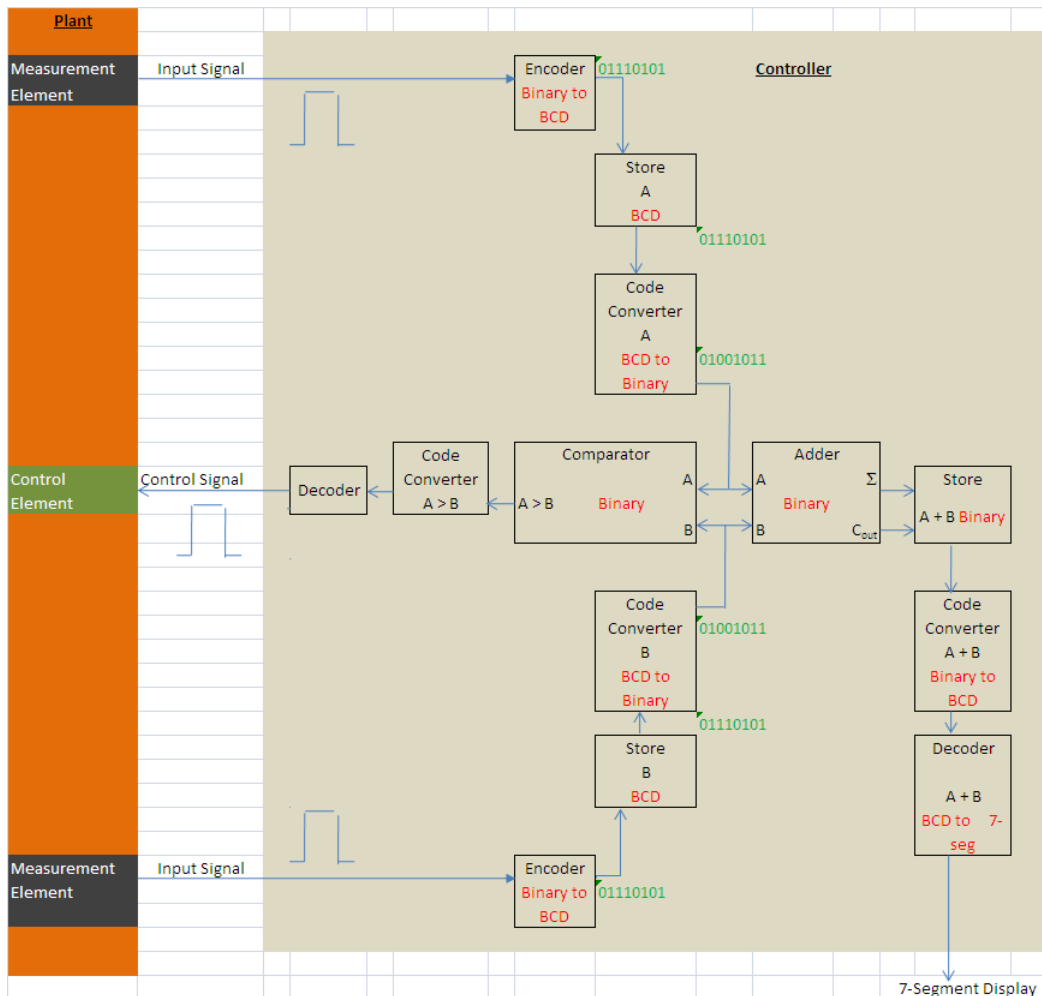 Plant
Measurement
Element
Input Signal
Encoder
Binary to
BCD
01110101
Controller
Store
A
BCD
01110101
Code
Converter
A
BCD to
Binary
01001011
Control
Element
Control Signal
Decoder
Code
Converter
A > B
Comparator
A
A > B
Binary
B
Adder
A
Σ
Binary
B
Cout
Store
A + B Binary
Code
Converter
B
BCD to
Binary
01001011
Code
Converter
A + B
Binary to
BCD
01110101
Store
B
BCD
Decoder
A + B
BCD to 7-
seg
Measurement
Element
Input Signal
Encoder
Binary to
BCD
01110101
7-Segment Display